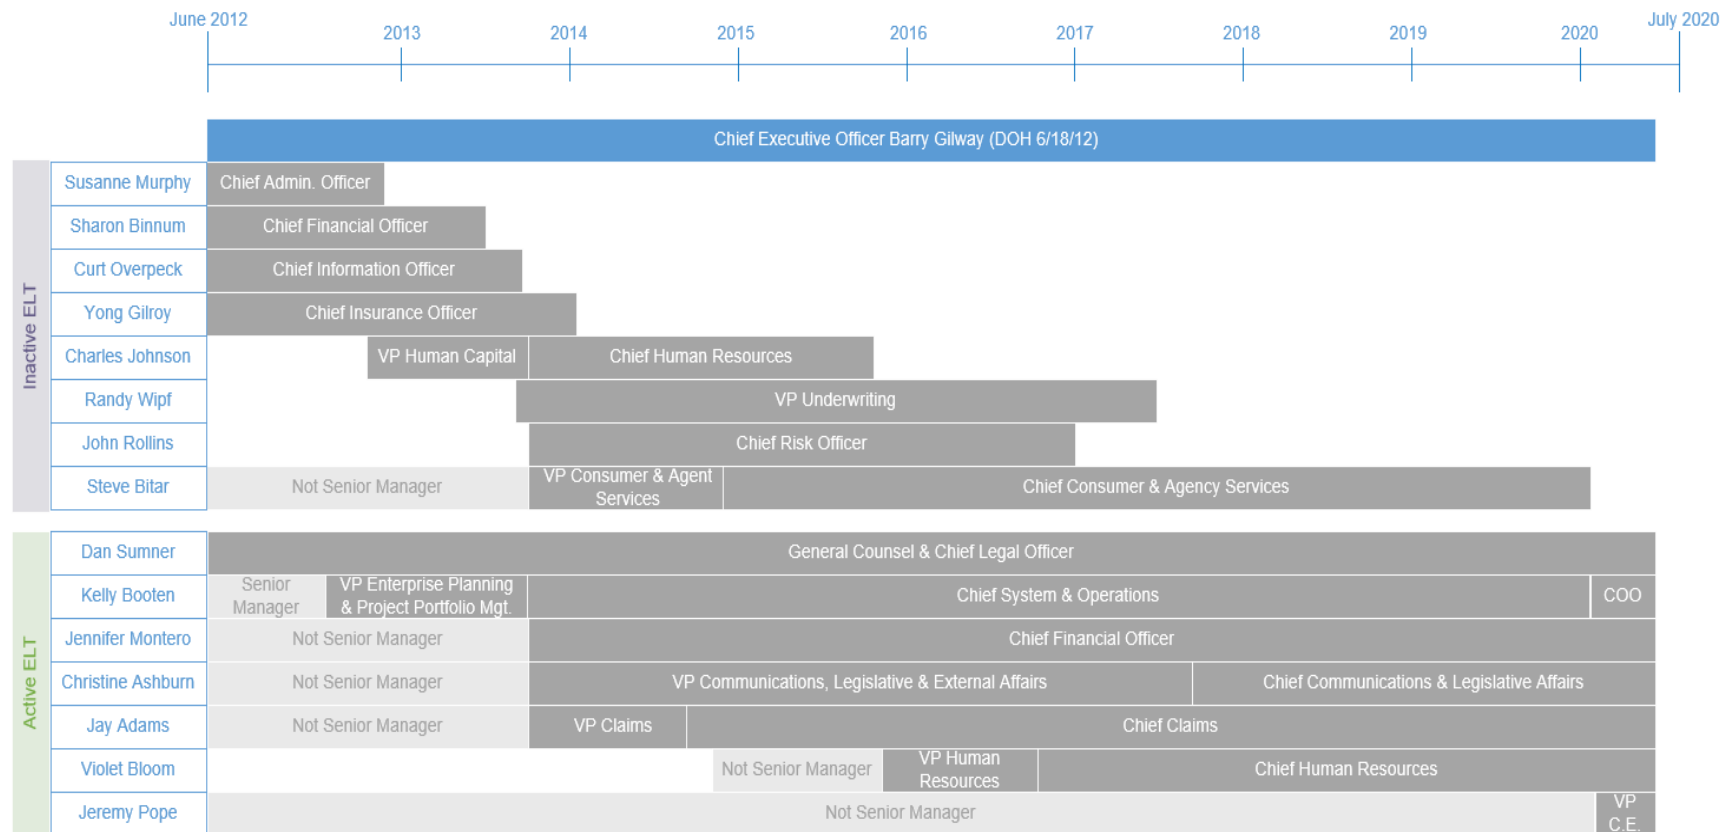 June 2012
July 2020
2013
2014
2015
2016
2017
2018
2019
2020
Chief Executive Officer Barry Gilway (DOH 6/18/12)
Inactive ELT
Susanne Murphy
Chief Admin. Officer
Sharon Binnum
Chief Financial Officer
Curt Overpeck
Chief Information Officer
Yong Gilroy
Chief Insurance Officer
Charles Johnson
VP Human Capital
Chief Human Resources
Randy Wipf
VP Underwriting
John Rollins
Chief Risk Officer
Steve Bitar
Not Senior Manager
VP Consumer & Agent
Services
Chief Consumer & Agency Services
Active ELT
Dan Sumner
General Counsel & Chief Legal Officer
Kelly Booten
Senior
Manager
VP Enterprise Planning
& Project Portfolio Mgt.
Chief System & Operations
COO
Jennifer Montero
Not Senior Manager
Chief Financial Officer
Christine Ashburn
Not Senior Manager
VP Communications, Legislative & External Affairs
Chief Communications & Legislative Affairs
Jay Adams
Not Senior Manager
VP Claims
Chief Claims
Violet Bloom
Not Senior Manager
VP Human
Resources
Chief Human Resources
Jeremy Pope
Not Senior Manager
VP
C.E.